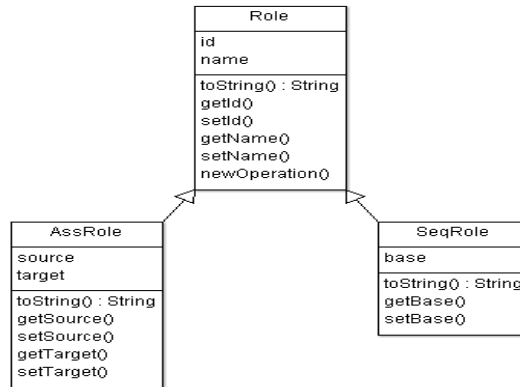 Role
id
name
toString() : String
getId()
setId()
getName()
setName()
newOperation()
AssRole
source
target
toString() : String
getSource()
setSource()
getTarget()
setTarget()
SeqRole
base
toString() : String
getBase()
setBase()